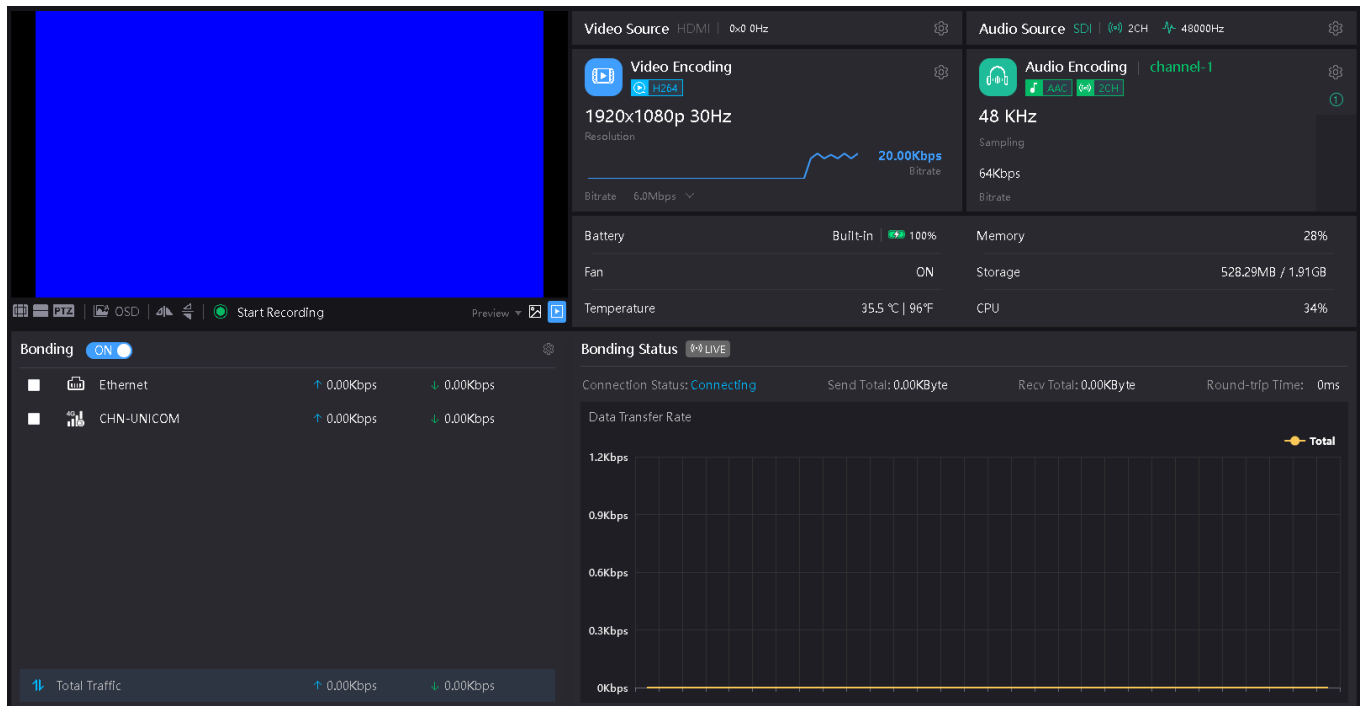 Video Source HDMI | 0x0 0Hz
Audio Source SDI | 2CH 48000Hz
Video Encoding
H264
1920x1080p 30Hz
Resolution
20.00Kbps
Bitrate
Bitrate 6.0Mbps
Audio Encoding | channel-1
AAC 2CH
1
48 KHz
Sampling
64Kbps
Bitrate
Battery Built-in | 100%
Memory 28%
Fan ON
Storage 528.29MB / 1.91GB
Temperature 35.5 ℃ | 96°F
CPU 34%
PTZ OSD Start Recording Preview
Bonding ON
Ethernet 0.00Kbps 0.00Kbps
4G CHN-UNICOM 0.00Kbps 0.00Kbps
Total Traffic 0.00Kbps 0.00Kbps
Bonding Status LIVE
Connection Status: Connecting Send Total: 0.00KByte Recv Total: 0.00KByte Round-trip Time: 0ms
Data Transfer Rate
Total
1.2Kbps
0.9Kbps
0.6Kbps
0.3Kbps
0Kbps